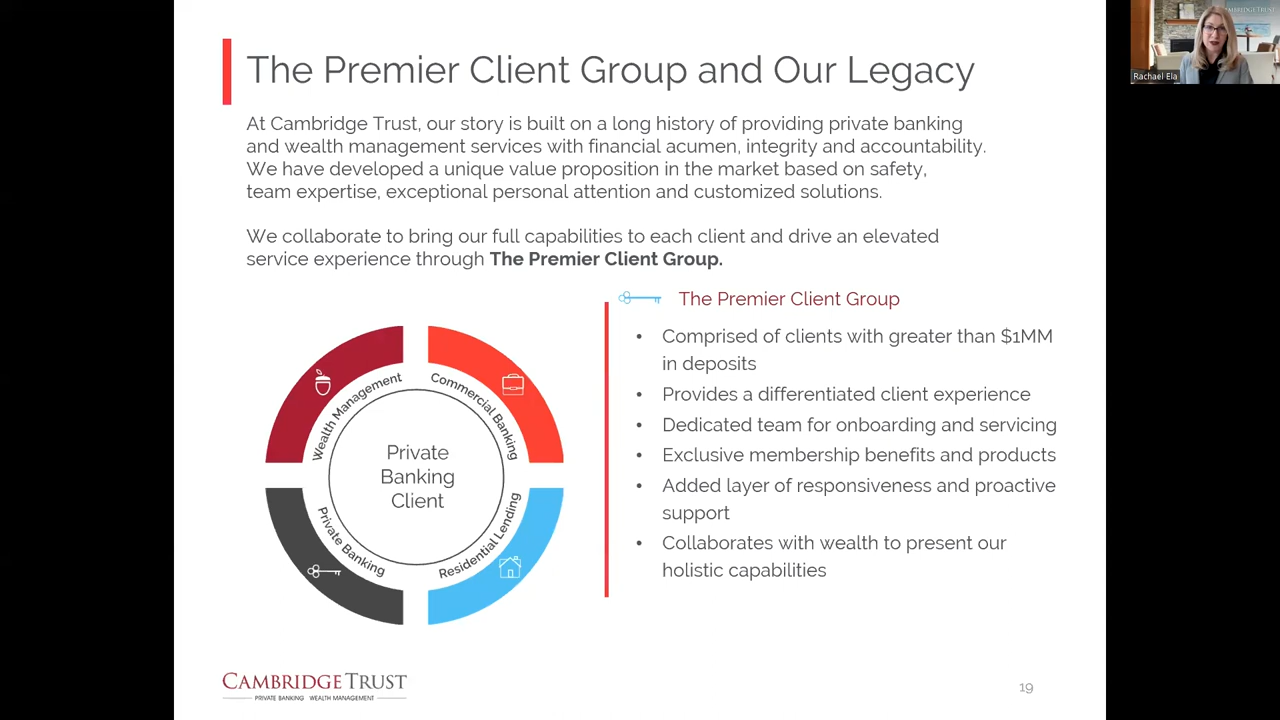 The Premier Client Group and Our Legacy
At Cambridge Trust, our story is built on a long history of providing private banking
and wealth management services with financial acumen, integrity and accountability.
We have developed a unique value proposition in the market based on safety,
team expertise, exceptional personal attention and customized solutions.
We collaborate to bring our full capabilities to each client and drive an elevated
service experience through The Premier Client Group.
Wealth Management
Commercial Banking
Private
Banking
Client
Private Banking
Residential Lending
The Premier Client Group
• Comprised of clients with greater than $1MM
in deposits
• Provides a differentiated client experience
• Dedicated team for onboarding and servicing
• Exclusive membership benefits and products
• Added layer of responsiveness and proactive
support
• Collaborates with wealth to present our
holistic capabilities
CAMBRIDGE TRUST
PRIVATE BANKING WEALTH MANAGEMENT
19
CAMBRIDGE TRUST
Rachael Ela